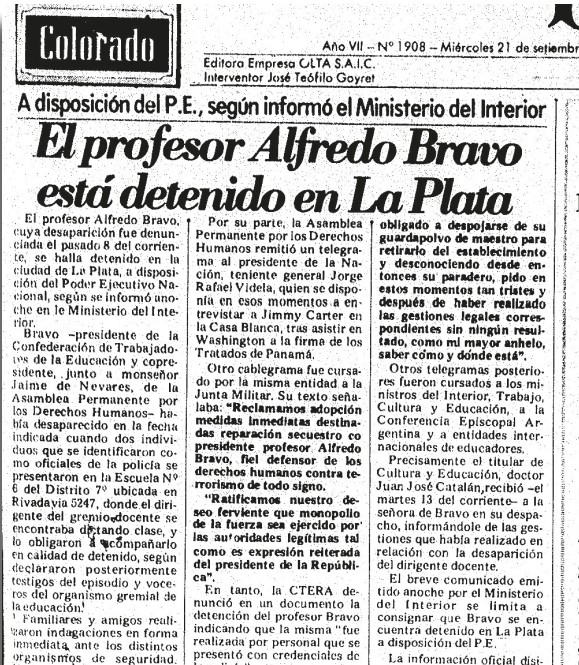 Colorado
Año VII – Nº 1908 – Miércoles 21 de setiembr
Editora Empresa OLTA S.A.I.C.
Interventor José Teófilo Goyret
A disposición del P.E., según informó el Ministerio del Interior
El profesor Alfredo Bravo
está detenido en La Plata
El profesor Alfredo Bravo,
cuya desaparición fue denun-
ciada el pasado 8 del corrien-
te, se halla detenido en la
ciudad de La Plata, a disposi-
ción del Poder Ejecutivo Na-
cional, según se informó ano-
che en le Ministerio del Inte-
rior.
Bravo –presidente de la
Confederación de Trabajado-
res de la Educación y copre-
sidente, junto a monseñor
Jaime de Nevares, de la
Asamblea Permanente por
los Derechos Humanos– ha-
bía desaparecido en la fecha
indicada cuando dos indivi-
duos que se identificaron co-
mo oficiales de la policía se
presentaron en la Escuela Nº
6 del Distrito 7º ubicada en
Rivadavia 5247, donde el diri-
gente del gremio docente se
encontraba dictando clase, y
lo obligaron a acompañarlo
en calidad de detenido, según
declararon posteriormente
testigos del episodio y voce-
ros del organismo gremial de
la educación.
Familiares y amigos reali-
zaron indagaciones en forma
inmediata ante los distintos
organismos de seguridad.
Por su parte, la Asamblea
Permanente por los Derechos
Humanos remitió un telegra-
ma al presidente de la Na-
ción, teniente general Jorge
Rafael Videla, quien se dispo-
nía en esos momentos a en-
trevistar a Jimmy Carter en
la Casa Blanca, tras asistir en
Washington a la firma de los
Tratados de Panamá.
Otro cablegrama fue cursa-
do por la misma entidad a la
Junta Militar. Su texto seña-
laba: "Reclamamos adopción
medidas inmediatas destina-
das reparación secuestro co
presidente profesor Alfredo
Bravo, fiel defensor de los
derechos humanos contra te-
rrorismo de todo signo.
"Ratificamos nuestro de-
seo ferviente que monopolio
de la fuerza sea ejercido por
las autoridades legítimas tal
como es expresión reiterada
del presidente de la Repúbli-
ca".
En tanto, la CTERA de-
nunció en un documento la
detención del profesor Bravo
indicando que la misma "fue
realizada por personal que se
presentó con credenciales de
obligado a despojarse de su
guardapolvo de maestro para
retirarlo del establecimiento
y desconociendo desde en-
tonces su paradero, pido en
estos momentos tan tristes y
después de haber realizado
las gestiones legales corres-
pondientes sin ningún resul-
tado, como mi mayor anhelo,
saber cómo y dónde está".
Otros telegramas posterio-
res fueron cursados a los mi-
nistros del Interior, Trabajo,
Cultura y Educación, a la
Conferencia Episcopal Ar-
gentina y a entidades inter-
nacionales de educadores.
Precisamente el titular de
Cultura y Educación, doctor
Juan José Catalán, recibió –el
martes 13 del corriente– a la
señora de Bravo en su despa-
cho, informándole de las ges-
tiones que había realizado en
relación con la desaparición
del dirigente docente.
El breve comunicado emi-
tido anoche por el Ministerio
del Interior se limita a
consignar que Bravo se en-
cuentra detenido en La Plata
a disposición del P.E.
La información oficial disi-